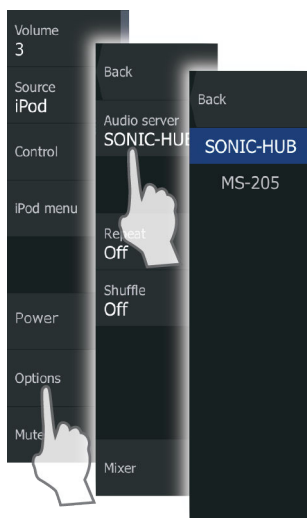 Volume
3
Source
iPod
Control
iPod menu
Power
Options
Mute
Back
Audio server
SONIC-HUB
Repeat
Off
Shuffle
Off
Mixer
Back
SONIC-HUB
MS-205